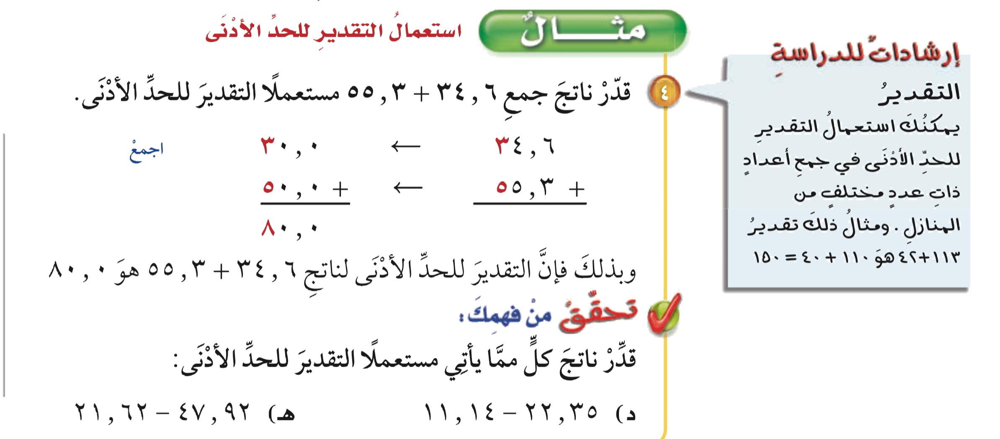 مثـــالٌ استعمالُ التقديرِ للحدِّ الأدْنَى
٤ قدّرْ ناتجَ جمعِ ٣٤,٦ + ٥٥,٣ مستعملًا التقديرَ للحدِّ الأدْنَى.
٣٤,٦ ← ٣٠,٠ اجمعْ
+ ٥٥,٣ ← + ٥٠,٠
٨٠,٠
وبذلكَ فإنَّ التقديرَ للحدِّ الأدْنَى لناتجِ ٣٤,٦ + ٥٥,٣ هوَ ٨٠,٠
تحقَّقْ منْ فهمِكَ:
قدِّرْ ناتجَ كلٍّ ممَّا يأتِي مستعملًا التقديرَ للحدِّ الأدْنَى:
د) ٢٢,٣٥ – ١١,١٤ هـ) ٤٧,٩٢ – ٢١,٦٢
إرشاداتٌ للدراسةِ
التقديرُ
يمكنُكَ استعمالُ التقديرِ
للحدِّ الأدْنَى في جمعِ أعدادٍ
ذاتِ عددٍ مختلفٍ من
المنازلِ. ومثالُ ذلكَ تقديرُ
١١٣+٤٢ هوَ ١١٠ + ٤٠ = ١٥٠